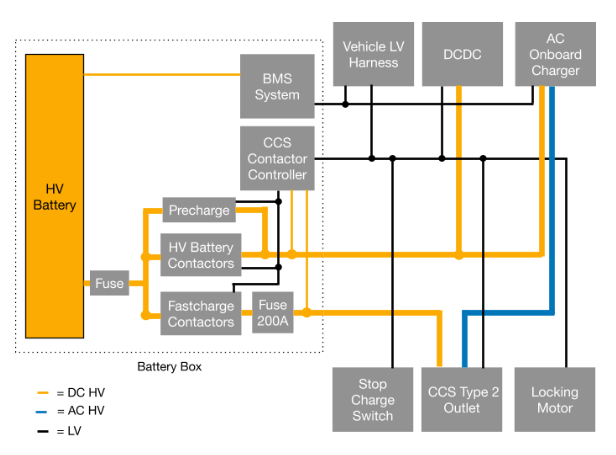 Vehicle LV
Harness
DCDC
AC
Onboard
Charger
BMS
System
CCS
Contactor
Controller
HV
Battery
Precharge
HV Battery
Contactors
Fuse
Fastcharge
Contactors
Fuse
200A
Battery Box
Stop
Charge
Switch
CCS Type 2
Outlet
Locking
Motor
= DC HV
= AC HV
= LV